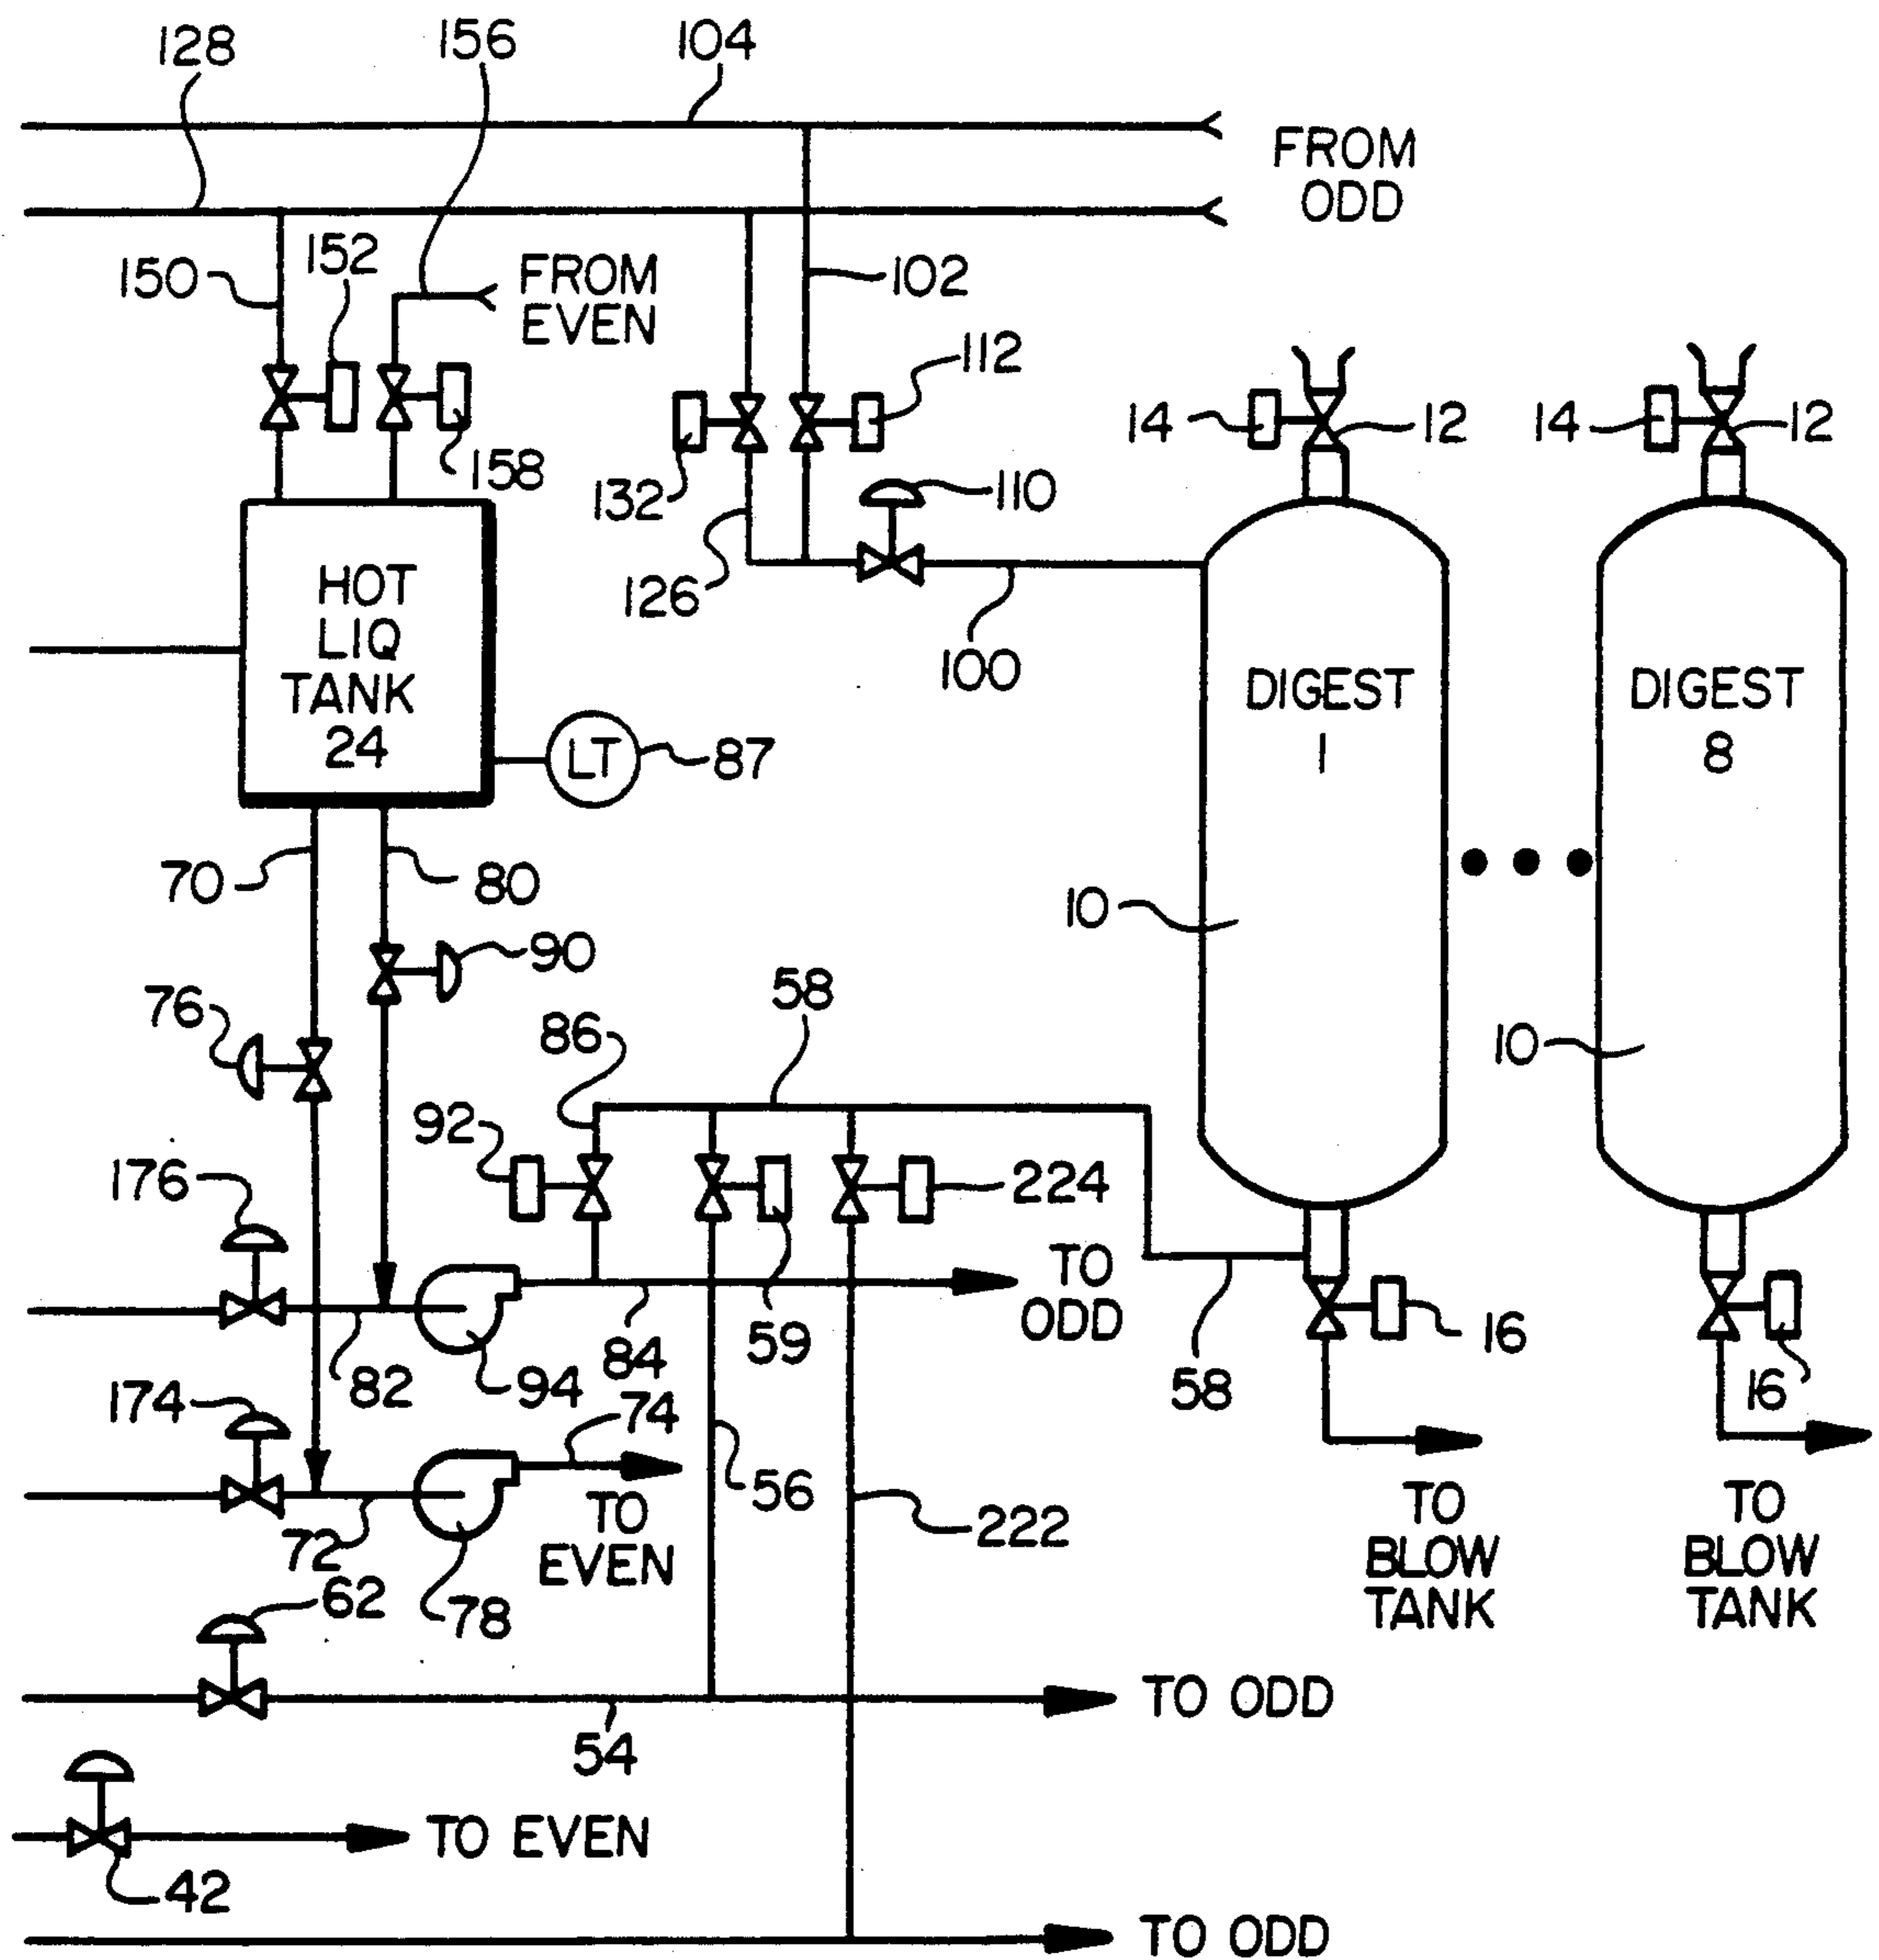 128
156
104
FROM
ODD
150
152
FROM
EVEN
102
112
158
132
110
14
12
14
12
126
100
HOT
LIQ
TANK
24
LT
87
DIGEST
1
DIGEST
8
70
80
10
90
10
76
86
58
92
176
224
TO
ODD
59
84
58
16
16
82
94
174
74
56
222
72
TO
EVEN
78
TO
BLOW
TANK
TO
BLOW
TANK
62
54
TO ODD
42
TO EVEN
TO ODD